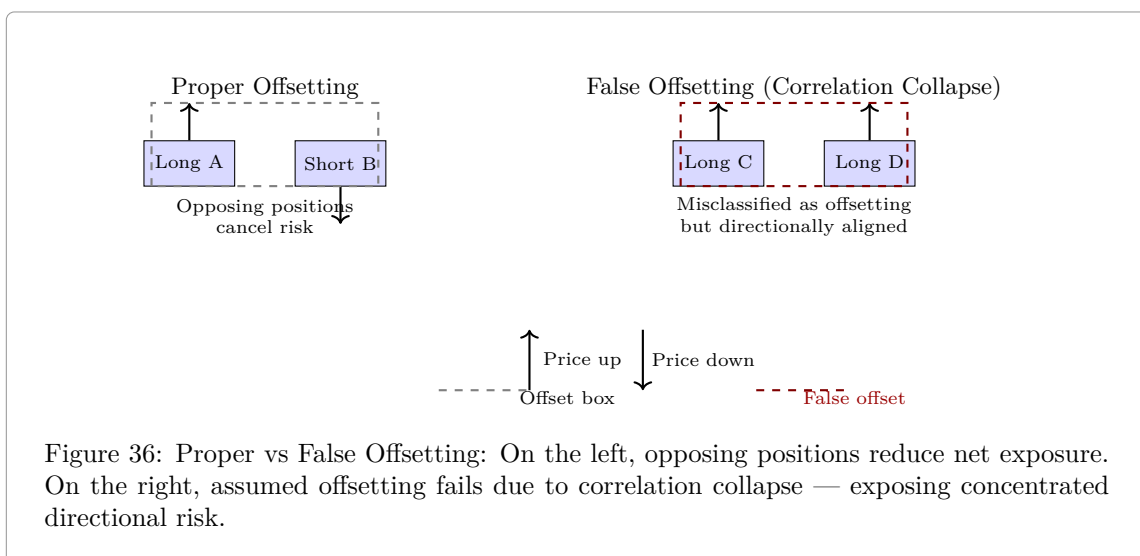 Proper Offsetting
Long A
Short B
Opposing positions
cancel risk
False Offsetting (Correlation Collapse)
Long C
Long D
Misclassified as offsetting
but directionally aligned
Price up
Price down
Offset box
False offset
Figure 36: Proper vs False Offsetting: On the left, opposing positions reduce net exposure.
On the right, assumed offsetting fails due to correlation collapse — exposing concentrated
directional risk.